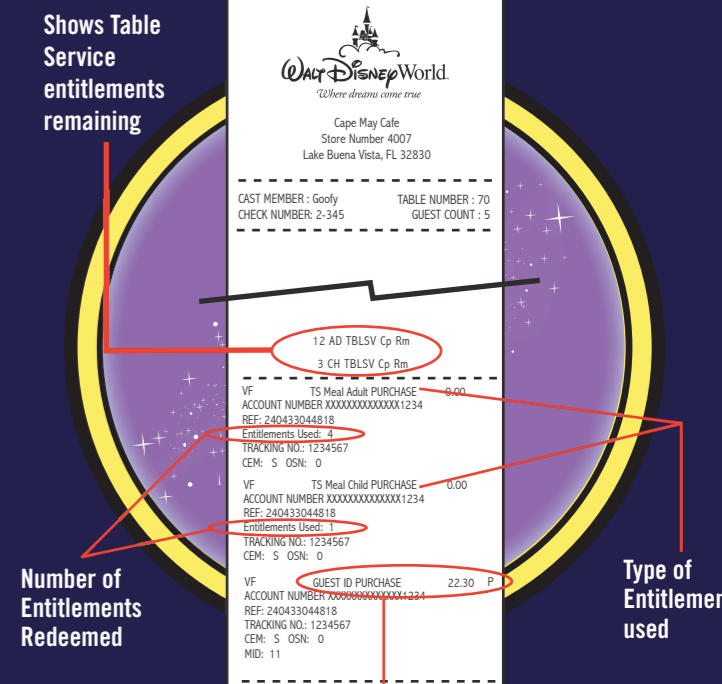 Shows Table
Service
entitlements
remaining
Walt Disney World.
Where dreams come true
Cape May Cafe
Store Number 4007
Lake Buena Vista, FL 32830
CAST MEMBER : Goofy TABLE NUMBER : 70
CHECK NUMBER: 2-345 GUEST COUNT : 5
12 AD TBLSV Cp Rm
3 CH TBLSV Cp Rm
VF TS Meal Adult PURCHASE 0.00
ACCOUNT NUMBER XXXXXXXXXXXXXX1234
REF: 240433044818
Entitlements Used: 4
TRACKING NO.: 1234567
CEM: S OSN: 0
VF TS Meal Child PURCHASE 0.00
ACCOUNT NUMBER XXXXXXXXXXXXXX1234
REF: 240433044818
Entitlements Used: 1
TRACKING NO.: 1234567
CEM: S OSN: 0
VF GUEST ID PURCHASE 22.30 P
ACCOUNT NUMBER XXXXXXXXXXXXXX1234
REF: 240433044818
TRACKING NO.: 1234567
CEM: S OSN: 0
MID: 11
Number of
Entitlements
Redeemed
Type of
Entitlemen
used